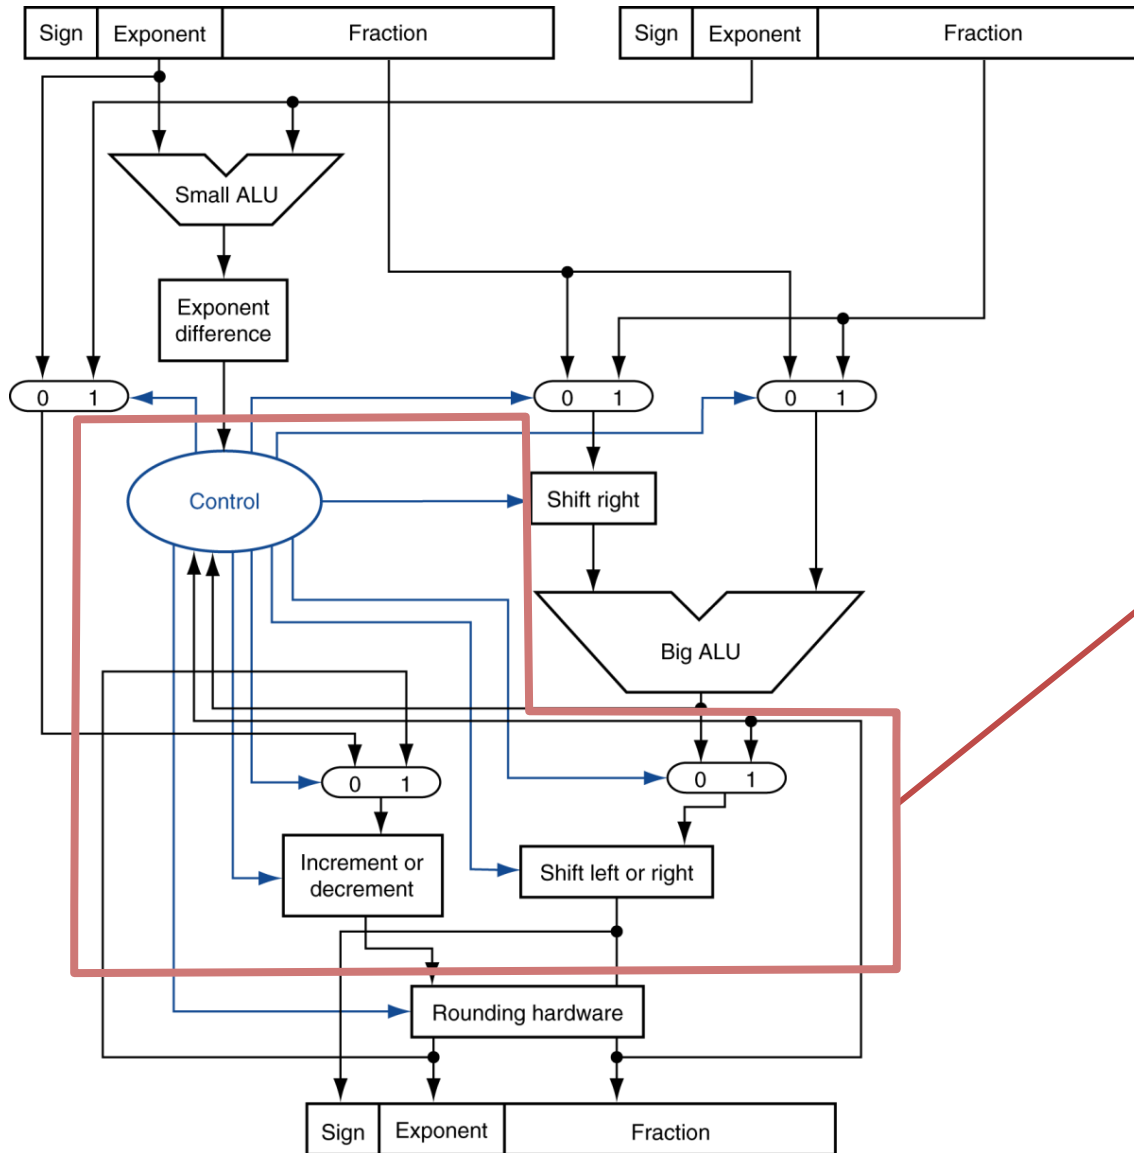 Sign Exponent Fraction Sign Exponent Fraction
Small ALU
Exponent
difference
0 1 0 1 0 1
Control
Shift right
Big ALU
0 1 0 1
Increment or
decrement
Shift left or right
Rounding hardware
Sign Exponent Fraction